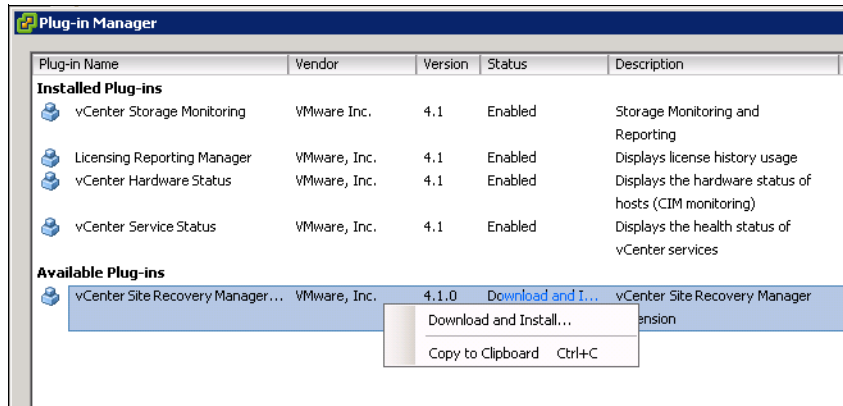 Plug-in Manager
Plug-in Name Vendor Version Status Description
Installed Plug-ins
vCenter Storage Monitoring VMware Inc. 4.1 Enabled Storage Monitoring and
Reporting
Licensing Reporting Manager VMware, Inc. 4.1 Enabled Displays license history usage
vCenter Hardware Status VMware, Inc. 4.1 Enabled Displays the hardware status of
hosts (CIM monitoring)
vCenter Service Status VMware, Inc. 4.1 Enabled Displays the health status of
vCenter services
Available Plug-ins
vCenter Site Recovery Manager... VMware, Inc. 4.1.0 Download and I... vCenter Site Recovery Manager
ension
Download and Install...
Copy to Clipboard Ctrl+C